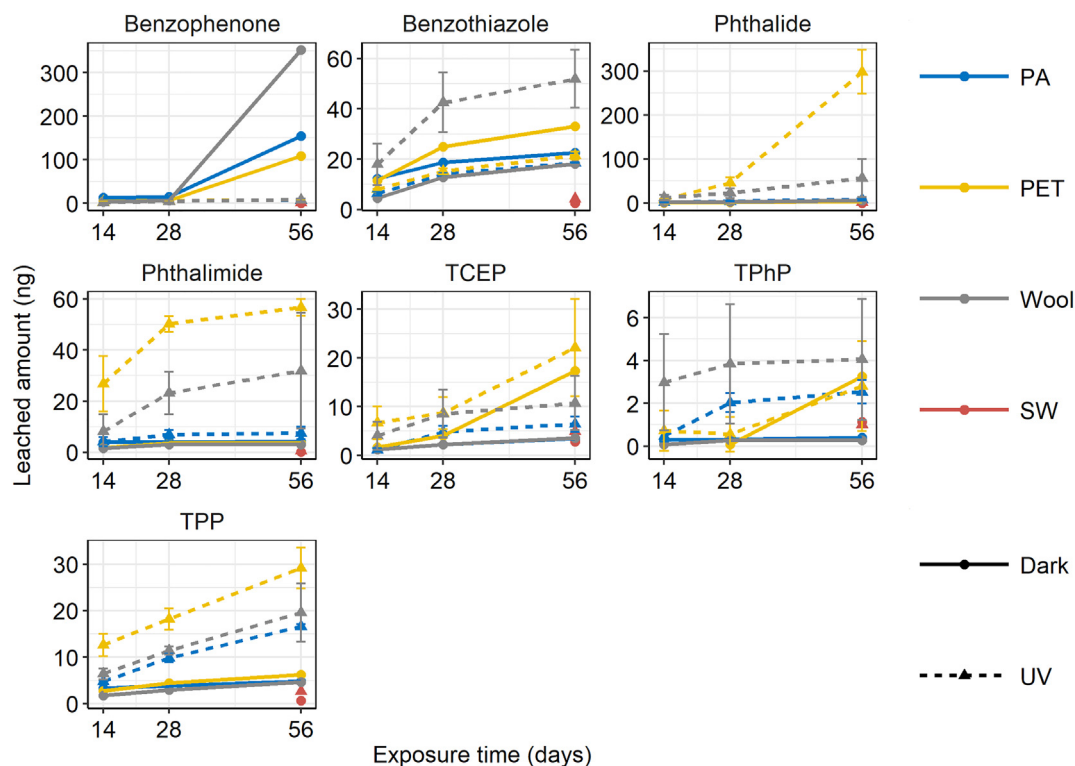 Benzophenone
Benzothiazole
Phthalide
300
200
100
0
14 28 56
60
40
20
0
14 28 56
300
200
100
0
14 28 56
Phthalimide
TCEP
TPhP
60
40
20
0
14 28 56
30
20
10
0
14 28 56
6
4
2
0
14 28 56
TPP
30
20
10
0
14 28 56
Leached amount (ng)
Exposure time (days)
PA
PET
Wool
SW
Dark
UV